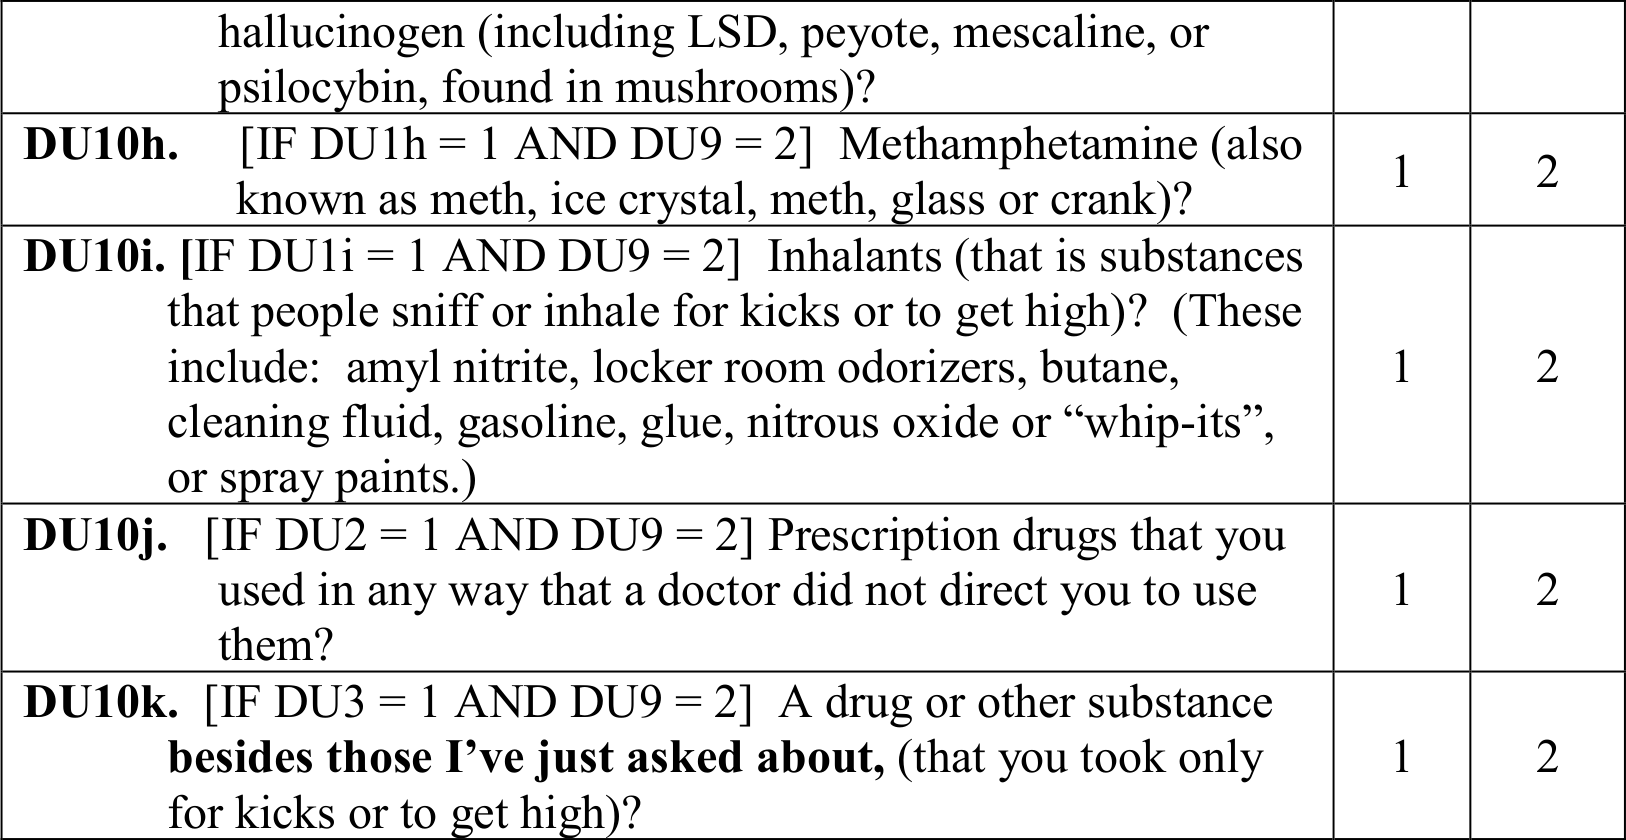 hallucinogen (including LSD, peyote, mescaline, or
psilocybin, found in mushrooms)?
DU10h. [IF DU1h = 1 AND DU9 = 2] Methamphetamine (also
known as meth, ice crystal, meth, glass or crank)?
1 2
DU10i. [IF DU1i = 1 AND DU9 = 2] Inhalants (that is substances
that people sniff or inhale for kicks or to get high)? (These
include: amyl nitrite, locker room odorizers, butane,
cleaning fluid, gasoline, glue, nitrous oxide or “whip-its”,
or spray paints.)
1 2
DU10j. [IF DU2 = 1 AND DU9 = 2] Prescription drugs that you
used in any way that a doctor did not direct you to use
them?
1 2
DU10k. [IF DU3 = 1 AND DU9 = 2] A drug or other substance
besides those I’ve just asked about, (that you took only
for kicks or to get high)?
1 2